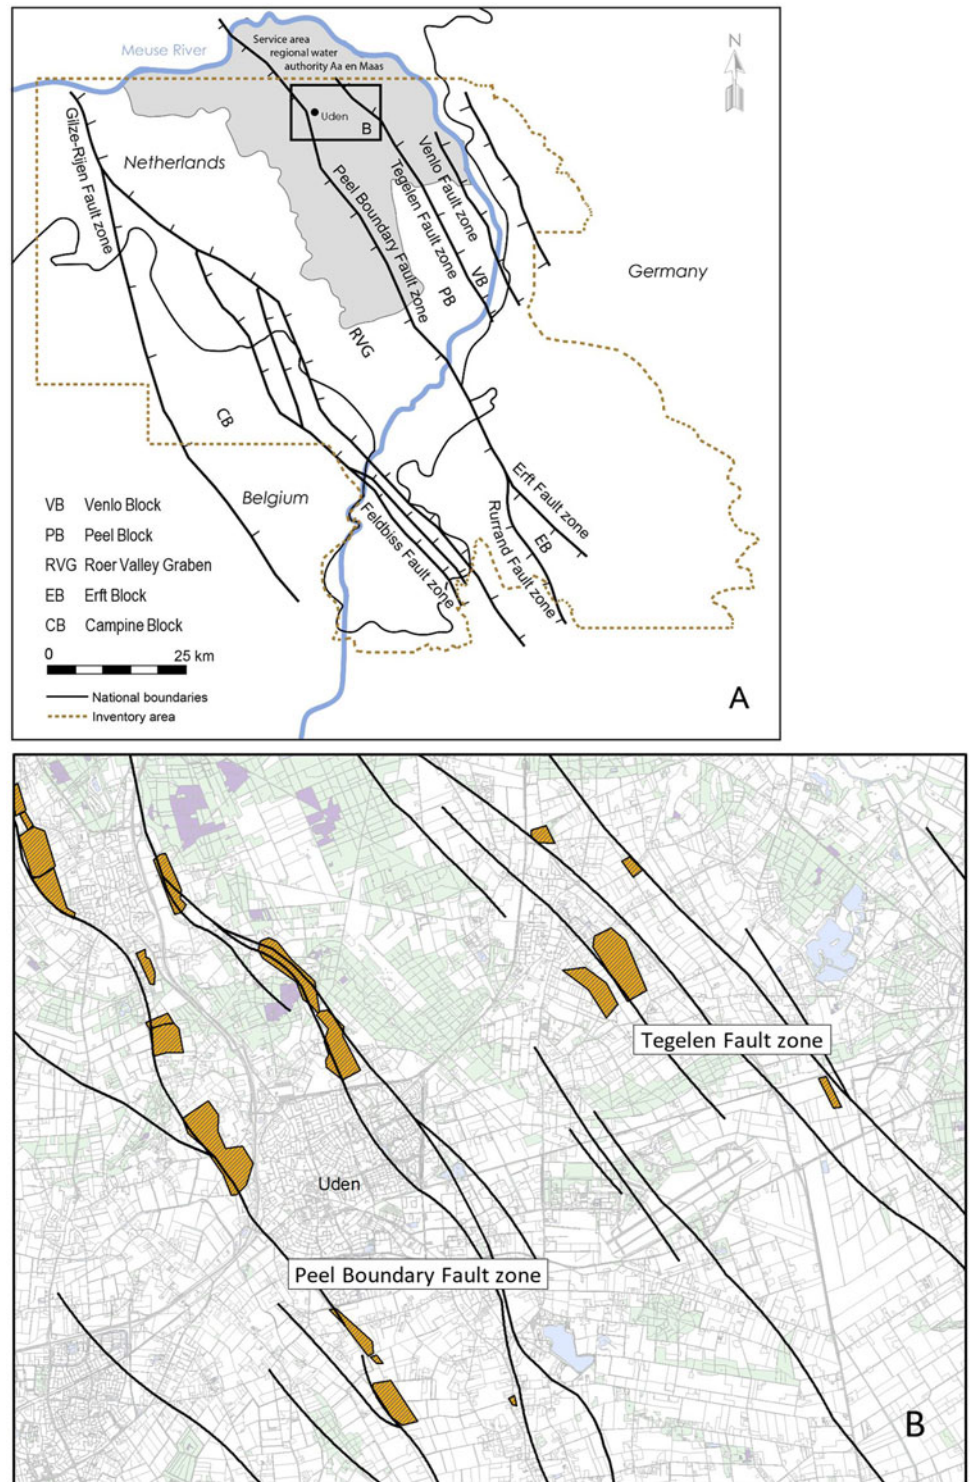 Meuse River
Service area
regional water
authority Aa en Maas
N
Uden
B
Gilze-Rijen Fault zone
Netherlands
Peel Boundary Fault zone
Tegelen Fault zone
Venlo Fault zone
VB
PB
Germany
RVG
CB
Belgium
Feldbiss Fault zone
Erft Fault zone
EB
Rurrand Fault zone
VB Venlo Block
PB Peel Block
RVG Roer Valley Graben
EB Erft Block
CB Campine Block
0 25 km
National boundaries
Inventory area
A
Tegelen Fault zone
Uden
Peel Boundary Fault zone
B